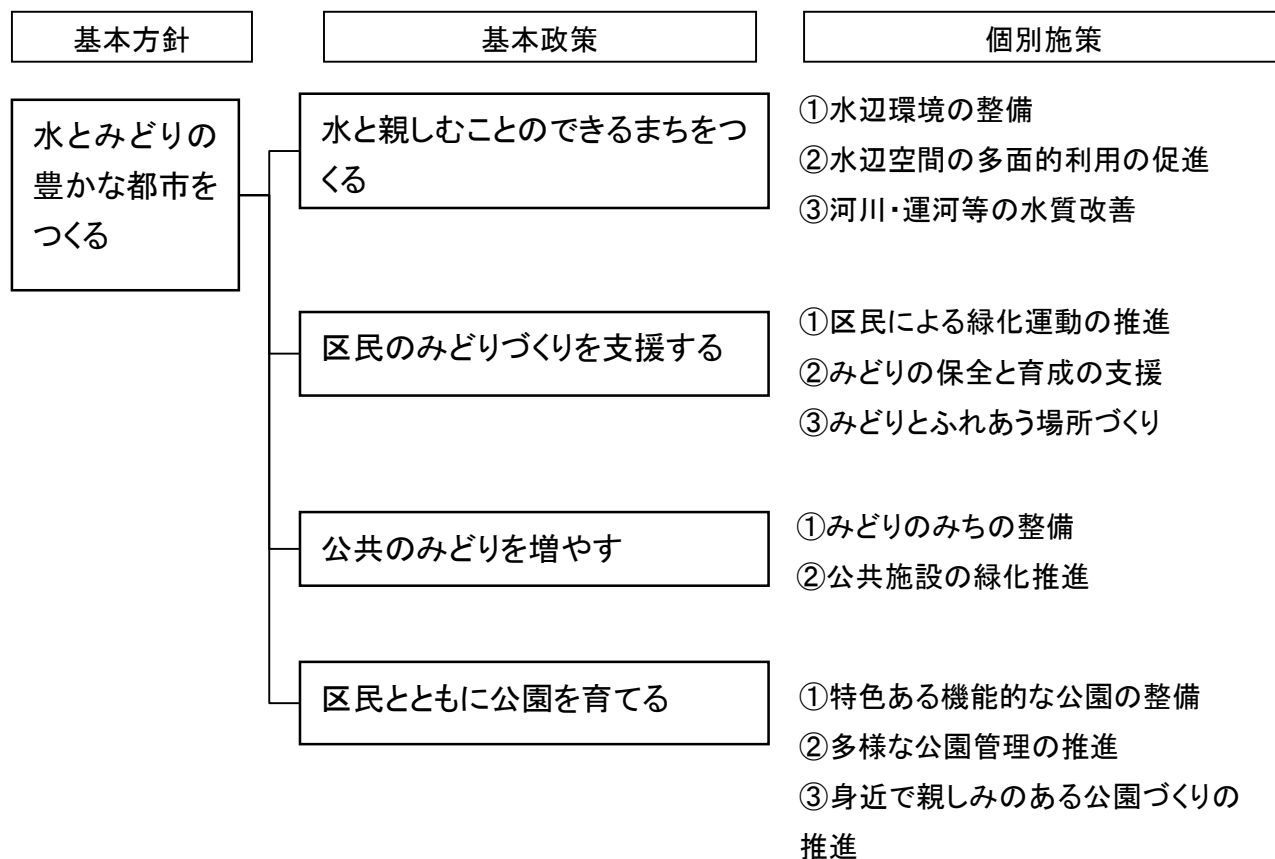 基本方針
基本政策
個別施策
水とみどりの
豊かな都市を
つくる
水と親しむことのできるまちをつ
くる
①水辺環境の整備
②水辺空間の多面的利用の促進
③河川・運河等の水質改善
区民のみどりづくりを支援する
①区民による緑化運動の推進
②みどりの保全と育成の支援
③みどりとふれあう場所づくり
公共のみどりを増やす
①みどりのみちの整備
②公共施設の緑化推進
区民とともに公園を育てる
①特色ある機能的な公園の整備
②多様な公園管理の推進
③身近で親しみのある公園づくりの
推進